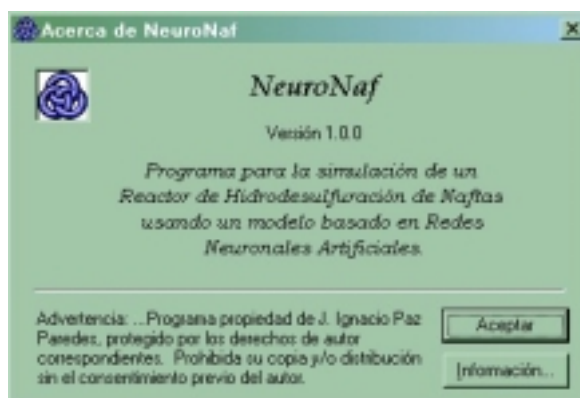 Acerca de NeuroNaf
NeuroNaf
Versión 1.0.0
Programa para la simulación de un
Reactor de Hidrodesulfuración de Naftas
usando un modelo basado en Redes
Neuronales Artificiales.
Advertencia: ...Programa propiedad de J. Ignacio Paz
Paredes, protegido por los derechos de autor
correspondientes. Prohibida su copia y/o distribución
sin el consentimiento previo del autor.
Aceptar
Información...